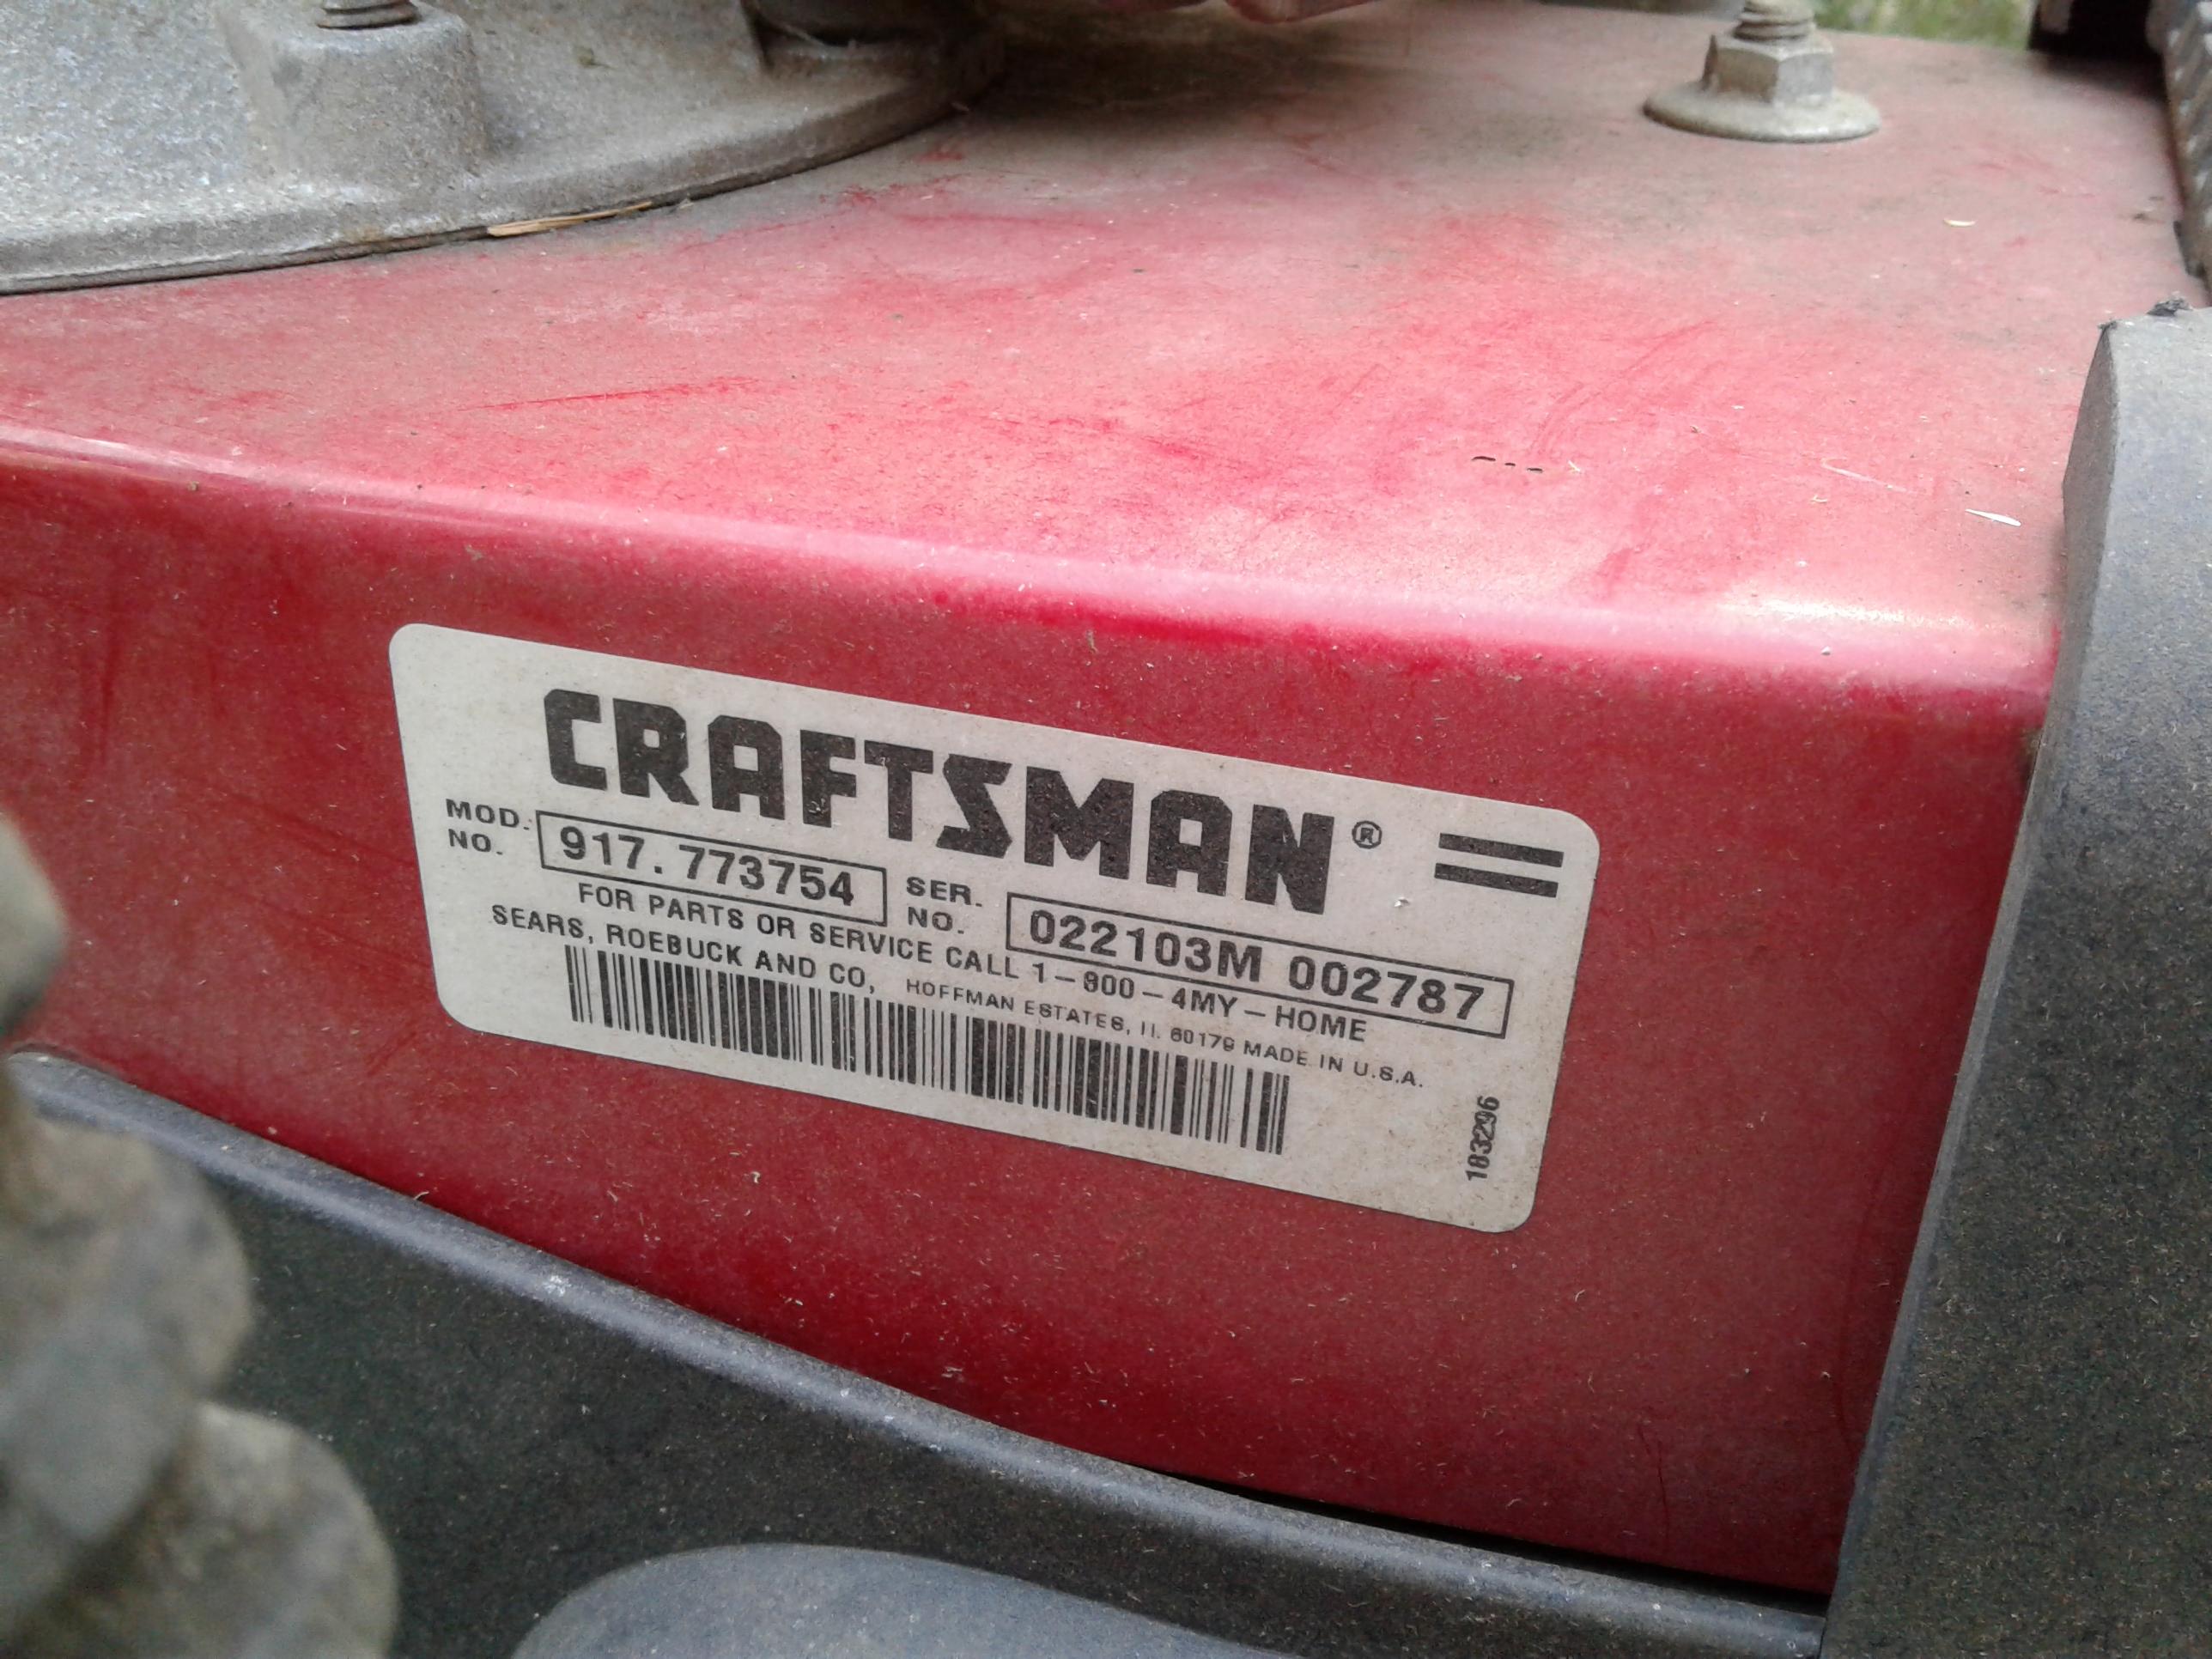 CRAFTSMAN®
MOD. NO. 917.773754 SER. NO. 022103M 002787
FOR PARTS OR SERVICE CALL 1-800-4MY-HOME
SEARS, ROEBUCK AND CO, HOFFMAN ESTATES, Il. 60179 MADE IN U.S.A.
183296